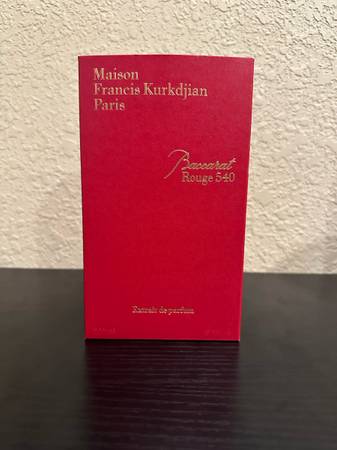 Maison
Francis Kurkdjian
Paris
Baccarat
Rouge 540
Extrait de parfum